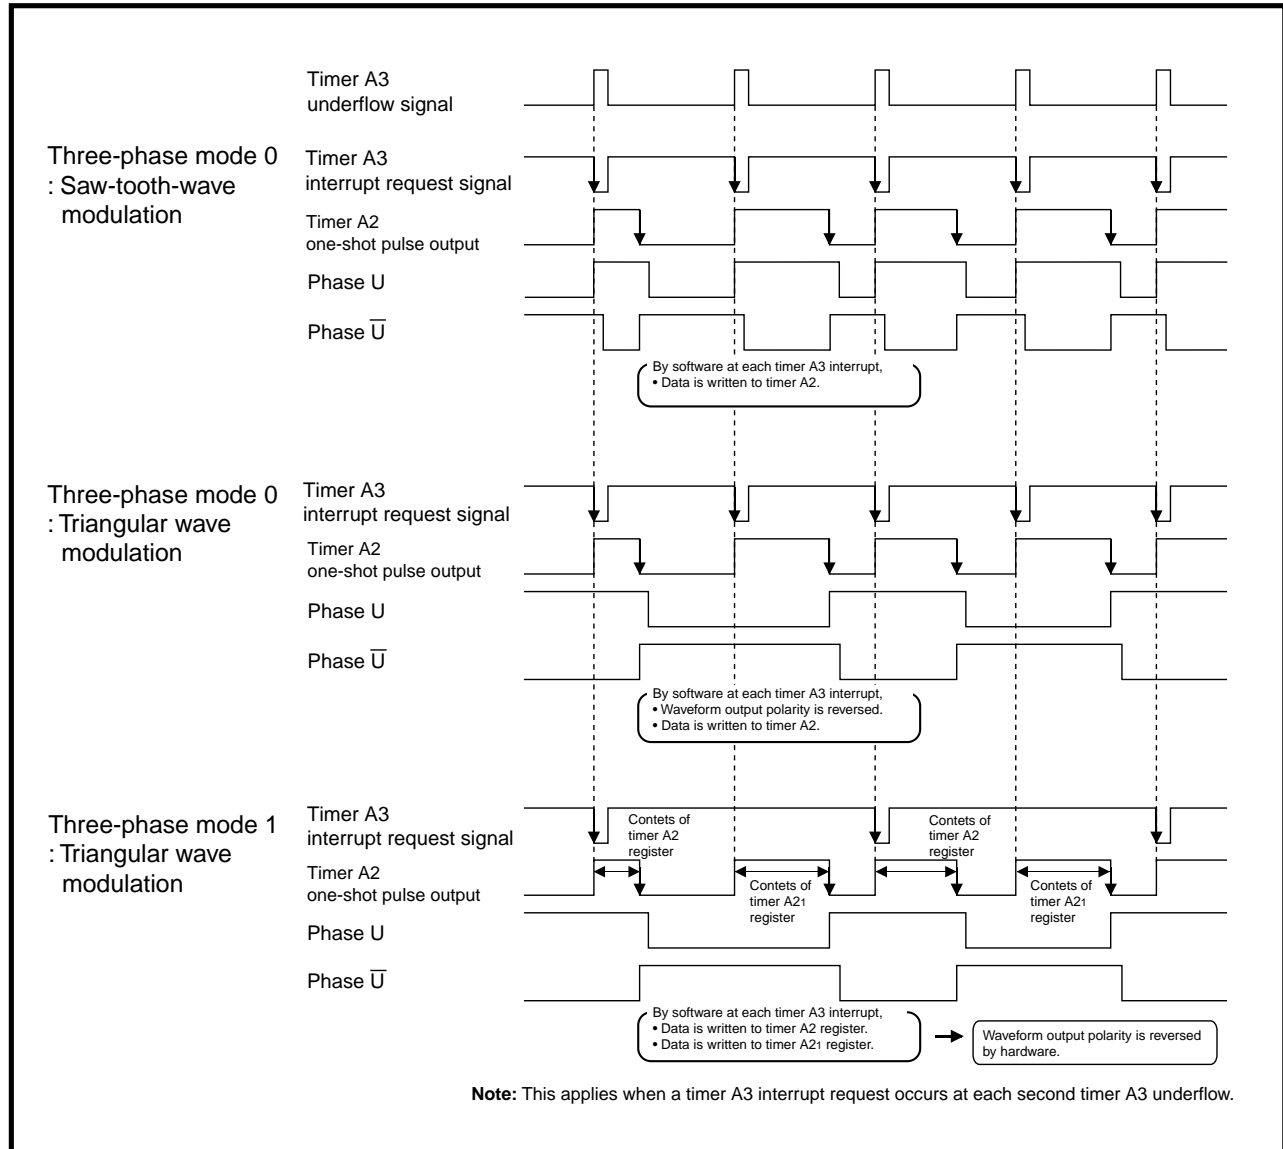 Timer A3
underflow signal
Three-phase mode 0
: Saw-tooth-wave
modulation
Timer A3
interrupt request signal
Timer A2
one-shot pulse output
Phase U
Phase U̅
By software at each timer A3 interrupt,
• Data is written to timer A2.
Three-phase mode 0
: Triangular wave
modulation
Timer A3
interrupt request signal
Timer A2
one-shot pulse output
Phase U
Phase U̅
By software at each timer A3 interrupt,
• Waveform output polarity is reversed.
• Data is written to timer A2.
Three-phase mode 1
: Triangular wave
modulation
Timer A3
interrupt request signal
Contets of
timer A2
register
Contets of
timer A2
register
Timer A2
one-shot pulse output
Contets of
timer A21
register
Contets of
timer A21
register
Phase U
Phase U̅
By software at each timer A3 interrupt,
• Data is written to timer A2 register.
• Data is written to timer A21 register.
Waveform output polarity is reversed
by hardware.
Note: This applies when a timer A3 interrupt request occurs at each second timer A3 underflow.